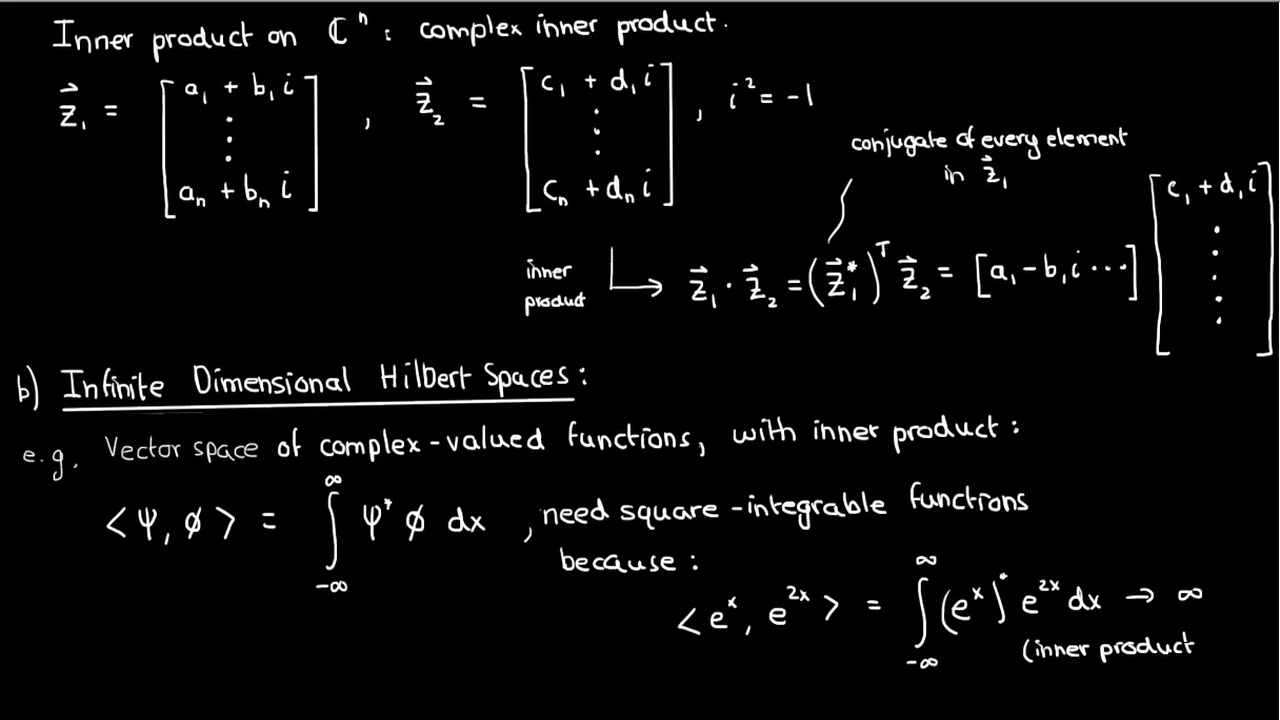 Inner product on ℂⁿ: complex inner product.
z⃗₁ = [a₁ + b₁i ⋮ aₙ + bₙi], z⃗₂ = [c₁ + d₁i ⋮ cₙ + dₙi], i² = -1
conjugate of every element
in z⃗₁
inner
product → z⃗₁ · z⃗₂ = (z⃗₁*)ᵀ z⃗₂ = [a₁ - b₁i ⋯] [c₁ + d₁i ⋮]
b) Infinite Dimensional Hilbert Spaces:
e.g. Vector space of complex-valued functions, with inner product:
<ψ, ϕ> = ∫_{-∞}^{∞} ψ* ϕ dx , need square-integrable functions
because:
<eˣ, e²ˣ> = ∫_{-∞}^{∞} (eˣ)* e²ˣ dx → ∞
(inner product